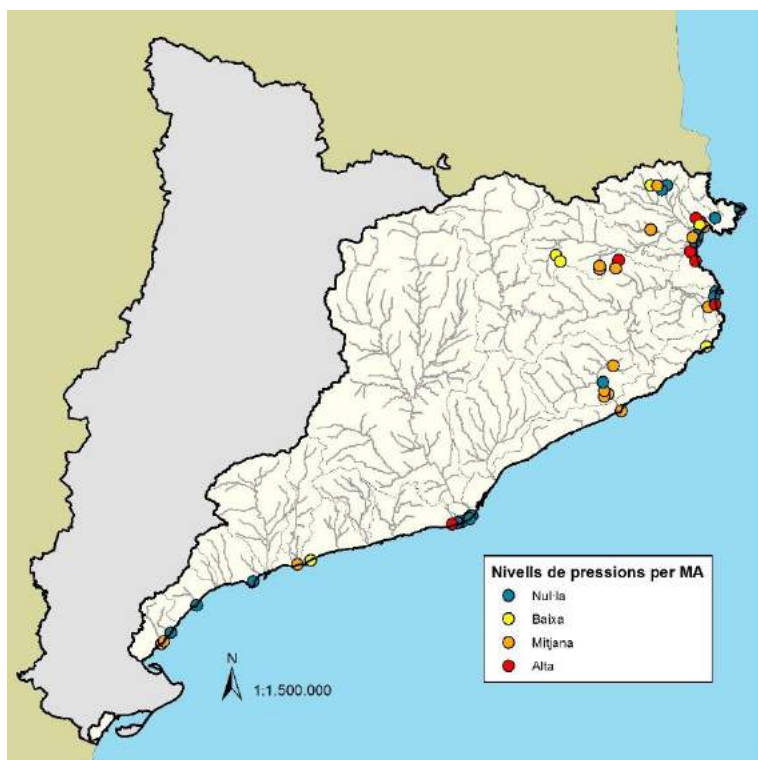 Nivells de pressions per MA
Nul·la
Baixa
Mitjana
Alta
N
1:1.500.000